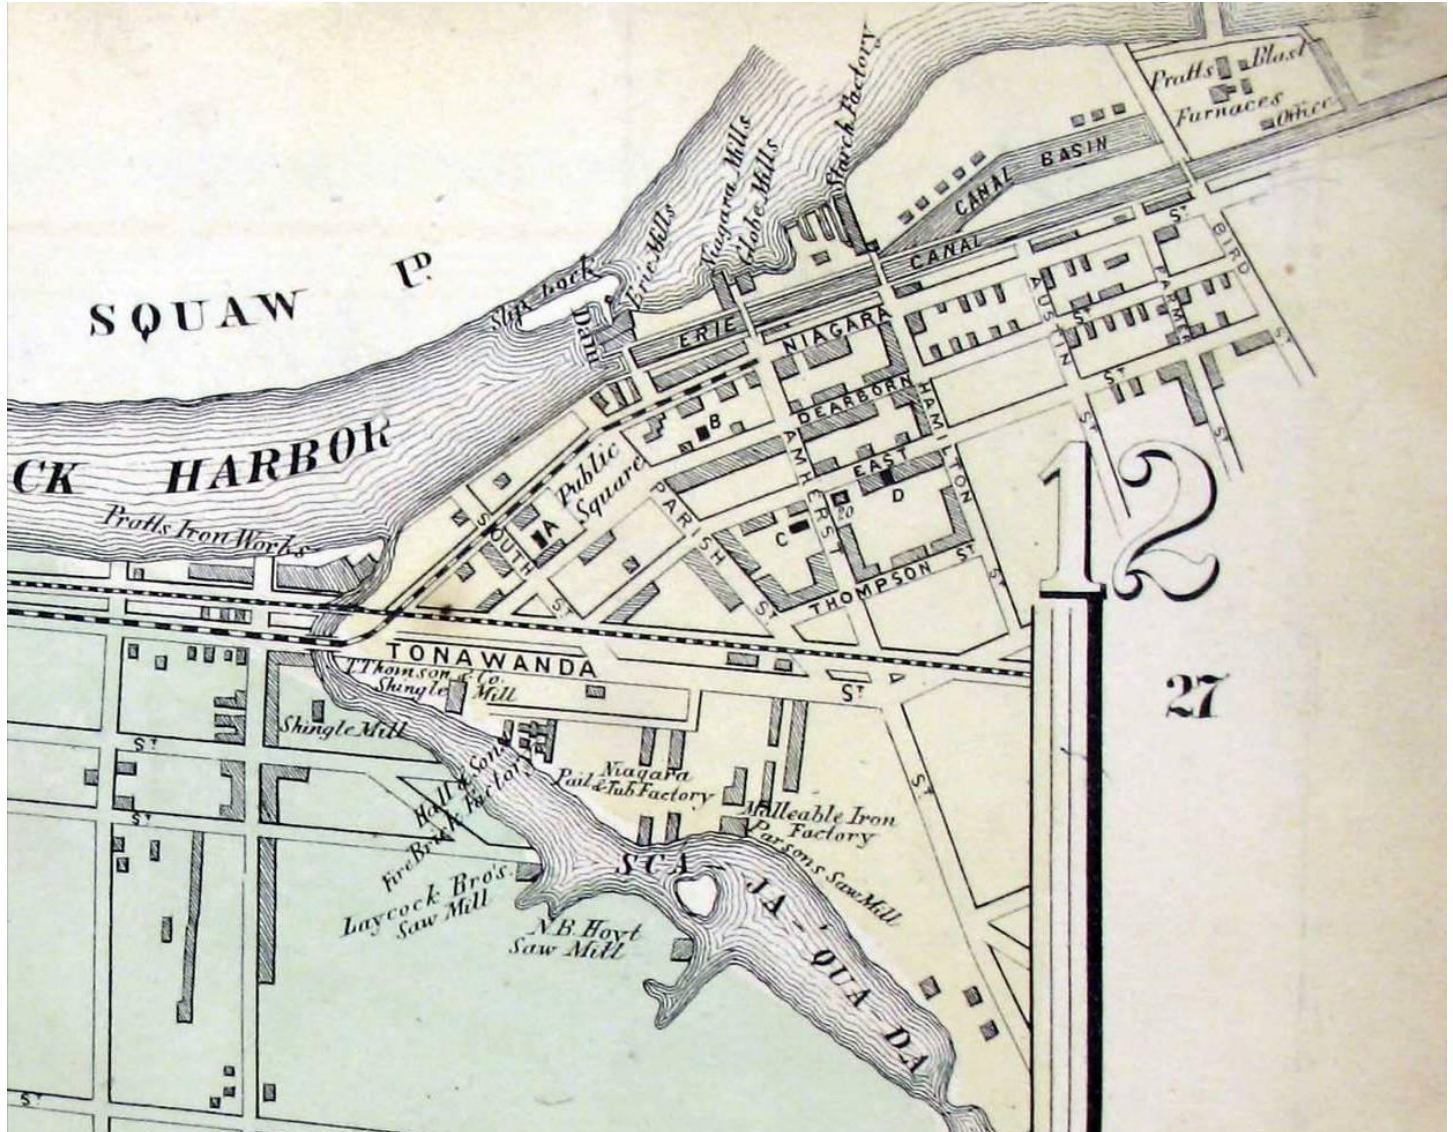 Pratts Blast
Furnaces
Office
Starch Factory
CANAL BASIN
Niagara Mills
Globe Mills
Erie Mills
Slip Lock
Dam
SQUAW Iᴰ
ERIE CANAL
NIAGARA Sᵀ
BIRD
Sᵀ
FARMER
Sᵀ
AUSTIN
Sᵀ
HAMILTON
Sᵀ
DEARBORN
Sᵀ
AMHERST
Sᵀ
EAST
Sᵀ
PARISH
Sᵀ
THOMPSON
Sᵀ
SOUTH
Sᵀ
Public
Square
A
B
C
D
20
CK HARBOR
Pratts Iron Works
12
27
TONAWANDA
Sᵀ
T. Thomson & Co.
Shingle Mill
Shingle Mill
Sᵀ
Sᵀ
Hall & Sons
Fire Brick Factory
Niagara
Pail & Tub Factory
Malleable Iron
Factory
Parsons Saw Mill
Laycock Bro's.
Saw Mill
N.B. Hoyt
Saw Mill
SCA-JA-'QUA DA
Sᵀ